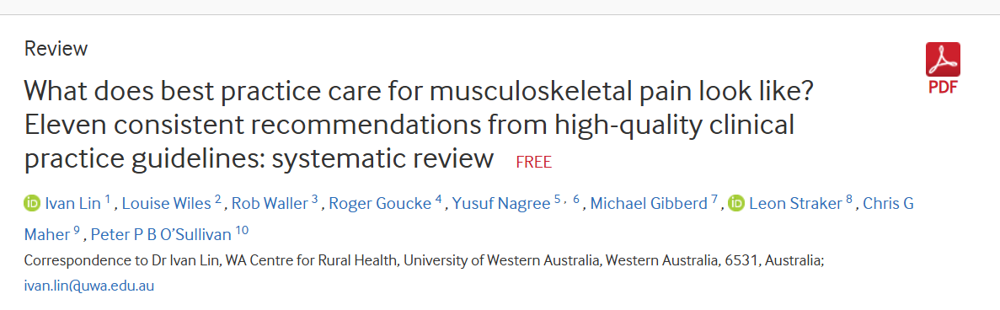 Review
PDF
What does best practice care for musculoskeletal pain look like?
Eleven consistent recommendations from high-quality clinical
practice guidelines: systematic review FREE
iD Ivan Lin 1 , Louise Wiles 2 , Rob Waller 3 , Roger Goucke 4 , Yusuf Nagree 5 , 6 , Michael Gibberd 7 , iD Leon Straker 8 , Chris G
Maher 9 , Peter P B O’Sullivan 10
Correspondence to Dr Ivan Lin, WA Centre for Rural Health, University of Western Australia, Western Australia, 6531, Australia;
ivan.lin@uwa.edu.au